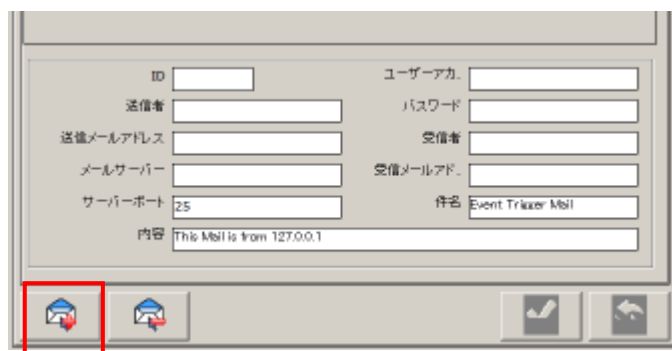 ID
ユーザーアカ.
送信者
パスワード
送信メールアドレス
受信者
メールサーバー
受信メールアド.
サーバーポート 25
件名 Event Trigger Mail
内容 This Mail is from 127.0.0.1